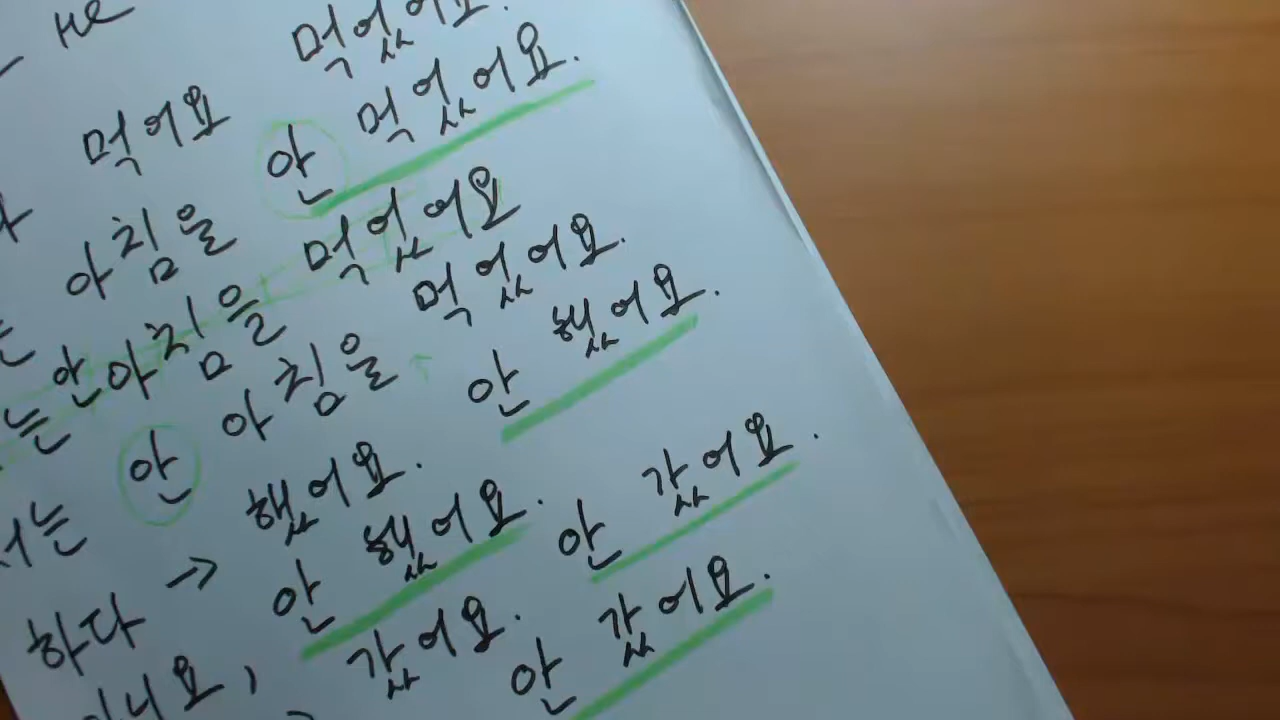 не
먹어요 먹었어요.
는 아침을 안 먹었어요.
는 안아침을 먹었어요
는 안 아침을 먹었어요.
하다 → 했어요. 안 했어요.
니요, 안 했어요.
갔어요. 안 갔어요.
안 갔어요.